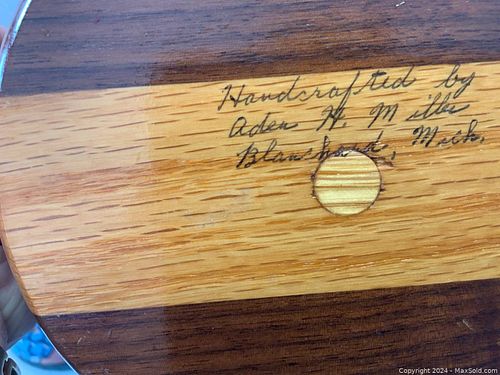 Handcrafted by
Aden H. Miller
Blanchard, Mich.
Copyright 2024 - MaxSold.com